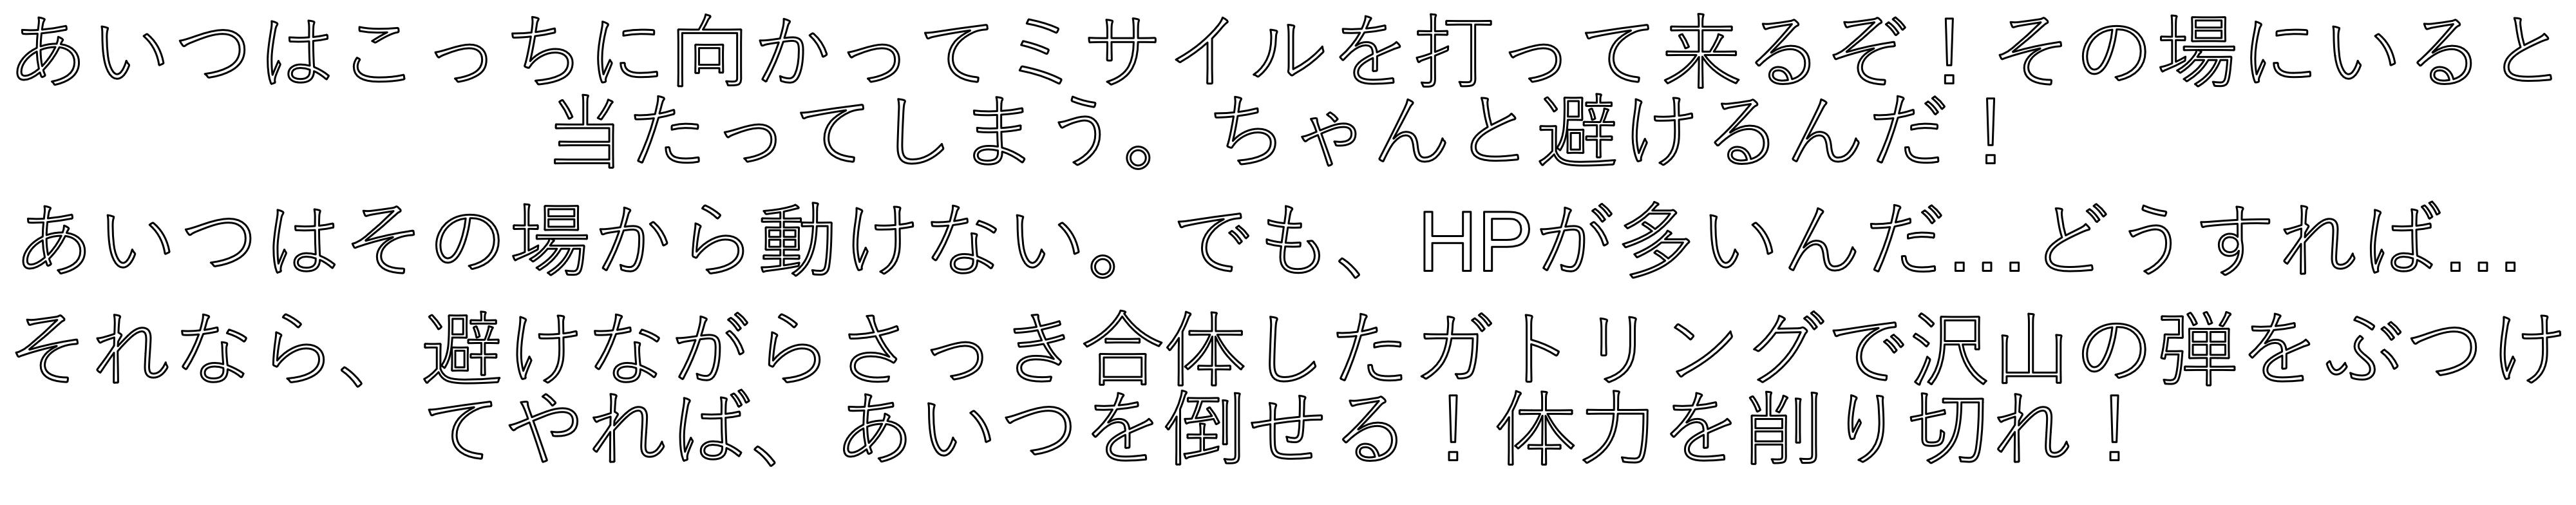 あいつはこっちに向かってミサイルを打って来るぞ！その場にいると
当たってしまう。ちゃんと避けるんだ！
あいつはその場から動けない。でも、HPが多いんだ...どうすれば...
それなら、避けながらさっき合体したガトリングで沢山の弾をぶつけ
てやれば、あいつを倒せる！体力を削り切れ！